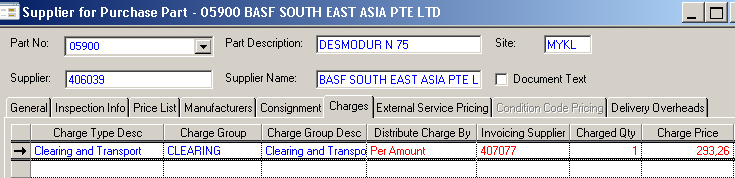 Supplier for Purchase Part - 05900 BASF SOUTH EAST ASIA PTE LTD
Part No: 05900 Part Description: DESMODUR N 75 Site: MYKL
Supplier: 406039 Supplier Name: BASF SOUTH EAST ASIA PTE L Document Text
General Inspection Info Price List Manufacturers Consignment Charges External Service Pricing Condition Code Pricing Delivery Overheads
Charge Type Desc Charge Group Charge Group Desc Distribute Charge By Invoicing Supplier Charged Qty Charge Price
Clearing and Transport CLEARING Clearing and Transpo Per Amount 407077 1 293,26